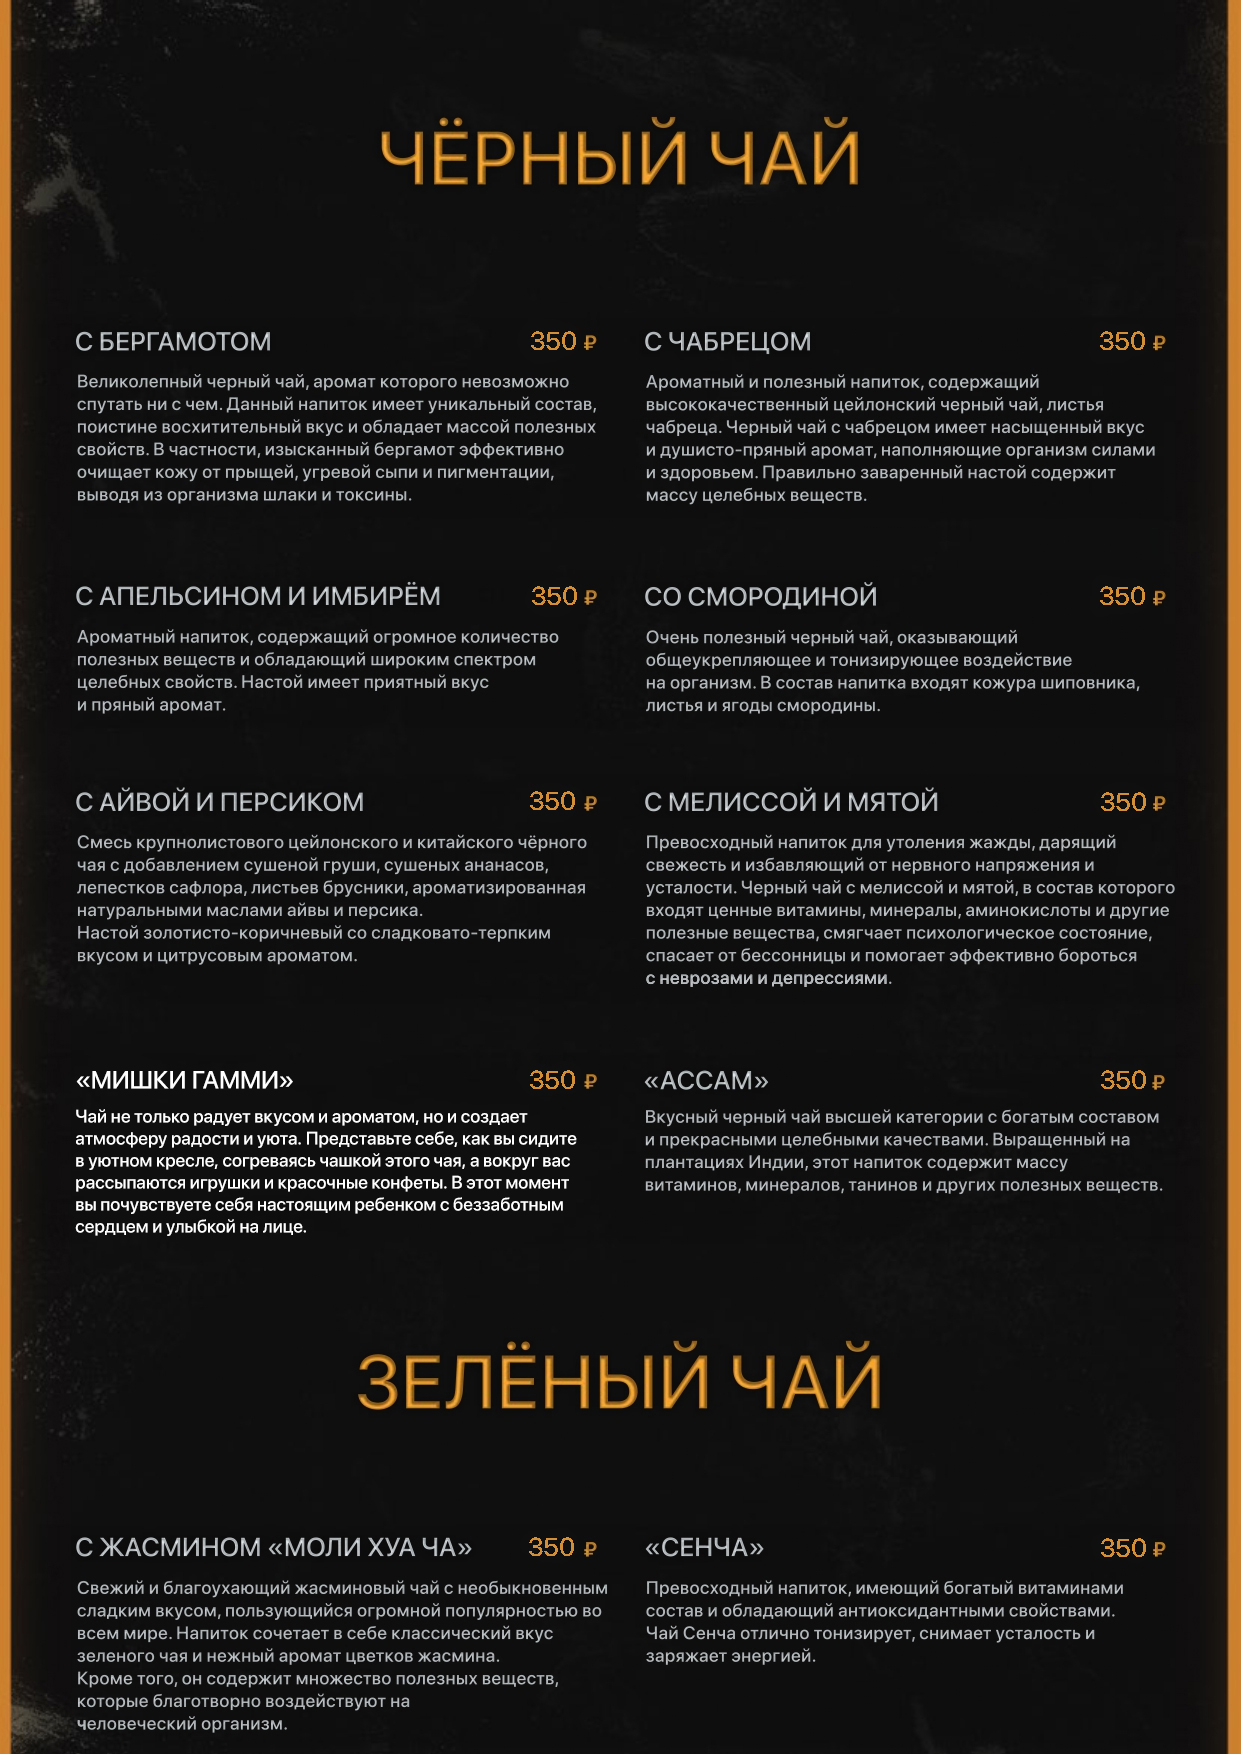 ЧЁРНЫЙ ЧАЙ
С БЕРГАМОТОМ 350 ₽
Великолепный черный чай, аромат которого невозможно
спутать ни с чем. Данный напиток имеет уникальный состав,
поистине восхитительный вкус и обладает массой полезных
свойств. В частности, изысканный бергамот эффективно
очищает кожу от прыщей, угревой сыпи и пигментации,
выводя из организма шлаки и токсины.
С ЧАБРЕЦОМ 350 ₽
Ароматный и полезный напиток, содержащий
высококачественный цейлонский черный чай, листья
чабреца. Черный чай с чабрецом имеет насыщенный вкус
и душисто-пряный аромат, наполняющие организм силами
и здоровьем. Правильно заваренный настой содержит
массу целебных веществ.
С АПЕЛЬСИНОМ И ИМБИРЁМ 350 ₽
Ароматный напиток, содержащий огромное количество
полезных веществ и обладающий широким спектром
целебных свойств. Настой имеет приятный вкус
и пряный аромат.
СО СМОРОДИНОЙ 350 ₽
Очень полезный черный чай, оказывающий
общеукрепляющее и тонизирующее воздействие
на организм. В состав напитка входят кожура шиповника,
листья и ягоды смородины.
С АЙВОЙ И ПЕРСИКОМ 350 ₽
Смесь крупнолистового цейлонского и китайского чёрного
чая с добавлением сушеной груши, сушеных ананасов,
лепестков сафлора, листьев брусники, ароматизированная
натуральными маслами айвы и персика.
Настой золотисто-коричневый со сладковато-терпким
вкусом и цитрусовым ароматом.
С МЕЛИССОЙ И МЯТОЙ 350 ₽
Превосходный напиток для утоления жажды, дарящий
свежесть и избавляющий от нервного напряжения и
усталости. Черный чай с мелиссой и мятой, в состав которого
входят ценные витамины, минералы, аминокислоты и другие
полезные вещества, смягчает психологическое состояние,
спасает от бессонницы и помогает эффективно бороться
с неврозами и депрессиями.
«МИШКИ ГАММИ» 350 ₽
Чай не только радует вкусом и ароматом, но и создает
атмосферу радости и уюта. Представьте себе, как вы сидите
в уютном кресле, согреваясь чашкой этого чая, а вокруг вас
рассыпаются игрушки и красочные конфеты. В этот момент
вы почувствуете себя настоящим ребенком с беззаботным
сердцем и улыбкой на лице.
«АССАМ» 350 ₽
Вкусный черный чай высшей категории с богатым составом
и прекрасными целебными качествами. Выращенный на
плантациях Индии, этот напиток содержит массу
витаминов, минералов, танинов и других полезных веществ.
ЗЕЛЁНЫЙ ЧАЙ
С ЖАСМИНОМ «МОЛИ ХУА ЧА» 350 ₽
Свежий и благоухающий жасминовый чай с необыкновенным
сладким вкусом, пользующийся огромной популярностью во
всем мире. Напиток сочетает в себе классический вкус
зеленого чая и нежный аромат цветков жасмина.
Кроме того, он содержит множество полезных веществ,
которые благотворно воздействуют на
человеческий организм.
«СЕНЧА» 350 ₽
Превосходный напиток, имеющий богатый витаминами
состав и обладающий антиоксидантными свойствами.
Чай Сенча отлично тонизирует, снимает усталость и
заряжает энергией.